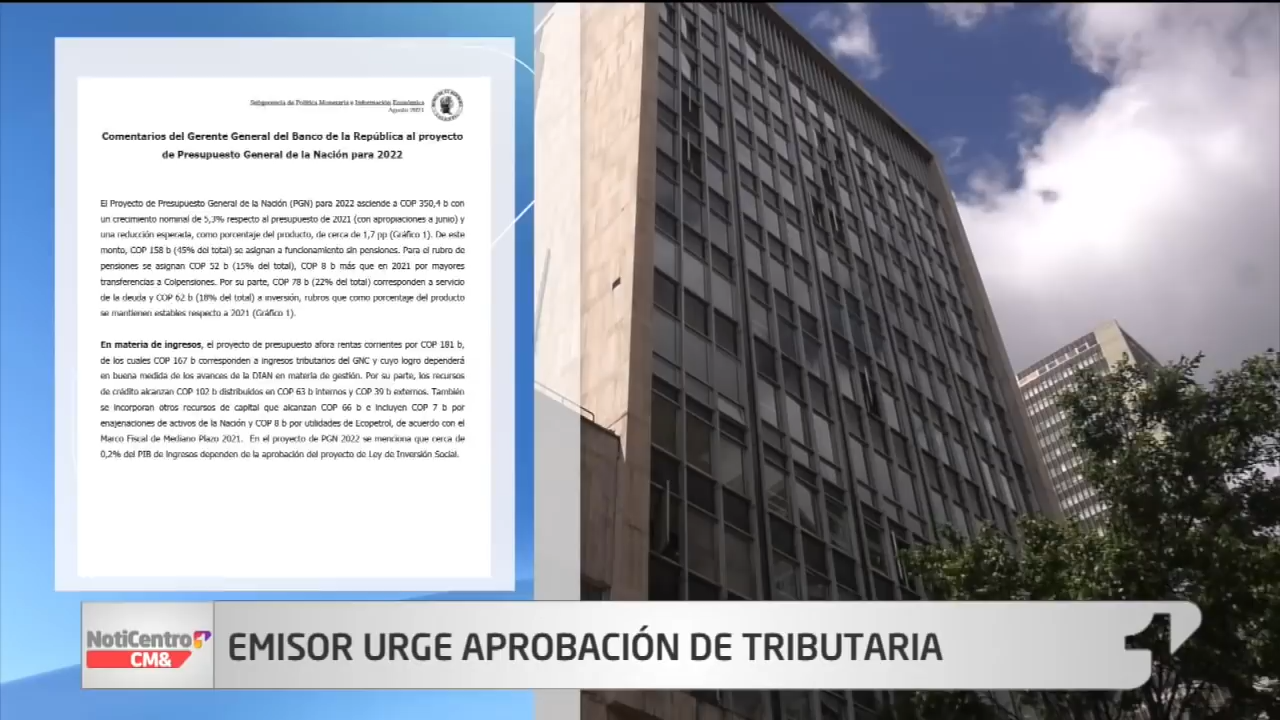 Subgerencia de Política Monetaria e Información Económica
Agosto 2021
Comentarios del Gerente General del Banco de la República al proyecto
de Presupuesto General de la Nación para 2022
El Proyecto de Presupuesto General de la Nación (PGN) para 2022 asciende a COP 350,4 b con
un crecimiento nominal de 5,3% respecto al presupuesto de 2021 (con apropiaciones a junio) y
una reducción esperada, como porcentaje del producto, de cerca de 1,7 pp (Gráfico 1). De este
monto, COP 158 b (45% del total) se asignan a funcionamiento sin pensiones. Para el rubro de
pensiones se asignan COP 52 b (15% del total), COP 8 b más que en 2021 por mayores
transferencias a Colpensiones. Por su parte, COP 78 b (22% del total) corresponden a servicio
de la deuda y COP 62 b (18% del total) a inversión, rubros que como porcentaje del producto
se mantienen estables respecto a 2021 (Gráfico 1).
En materia de ingresos, el proyecto de presupuesto afora rentas corrientes por COP 181 b,
de los cuales COP 167 b corresponden a ingresos tributarios del GNC y cuyo logro dependerá
en buena medida de los avances de la DIAN en materia de gestión. Por su parte, los recursos
de crédito alcanzan COP 102 b distribuidos en COP 63 b internos y COP 39 b externos. También
se incorporan otros recursos de capital que alcanzan COP 66 b e incluyen COP 7 b por
enajenaciones de activos de la Nación y COP 8 b por utilidades de Ecopetrol, de acuerdo con el
Marco Fiscal de Mediano Plazo 2021. En el proyecto de PGN 2022 se menciona que cerca de
0,2% del PIB de ingresos dependen de la aprobación del proyecto de Ley de Inversión Social.
NotiCentro 1
CM&
EMISOR URGE APROBACIÓN DE TRIBUTARIA
1